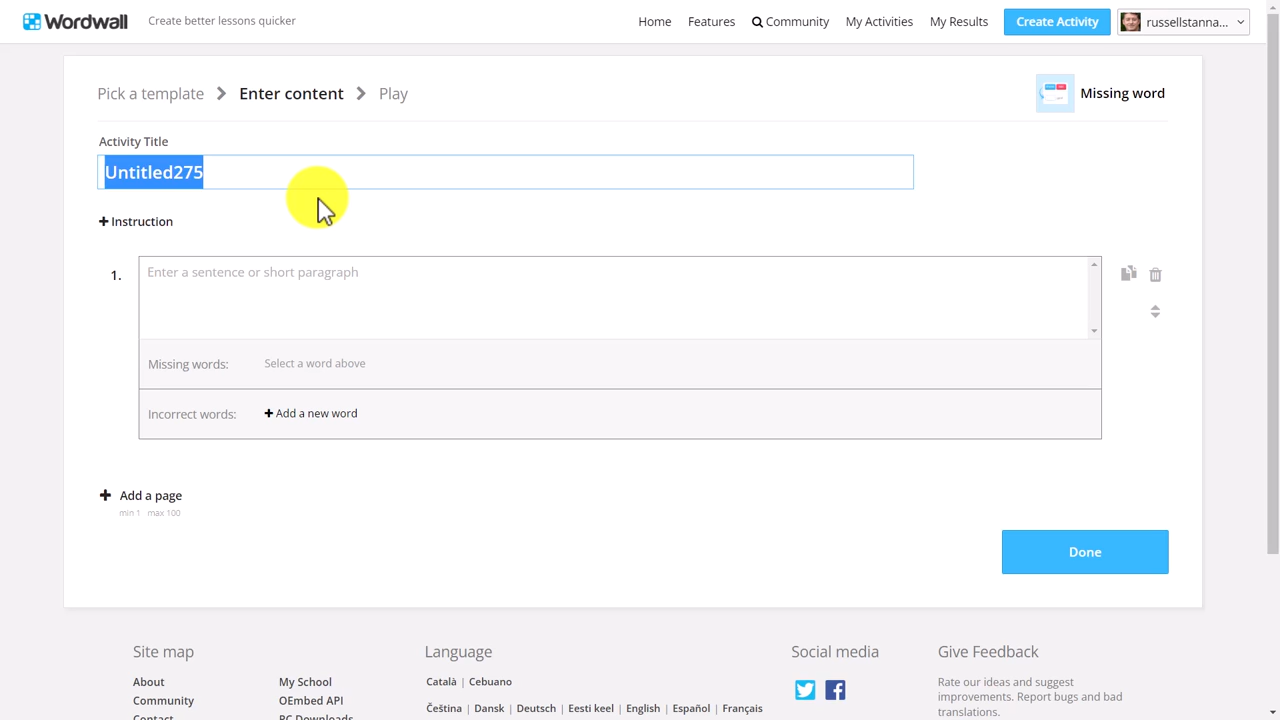 Wordwall Create better lessons quicker Home Features Community My Activities My Results Create Activity russellstanna...
Pick a template Enter content Play Missing word
Activity Title
Untitled275
+ Instruction
1. Enter a sentence or short paragraph
Missing words: Select a word above
Incorrect words: + Add a new word
+ Add a page
min 1 max 100
Done
Site map Language Social media Give Feedback
About My School Català | Cebuano Rate our ideas and suggest
Community OEmbed API improvements. Report bugs and bad
Čeština | Dansk | Deutsch | Eesti keel | English | Español | Français translations.
Contact PC Downloads